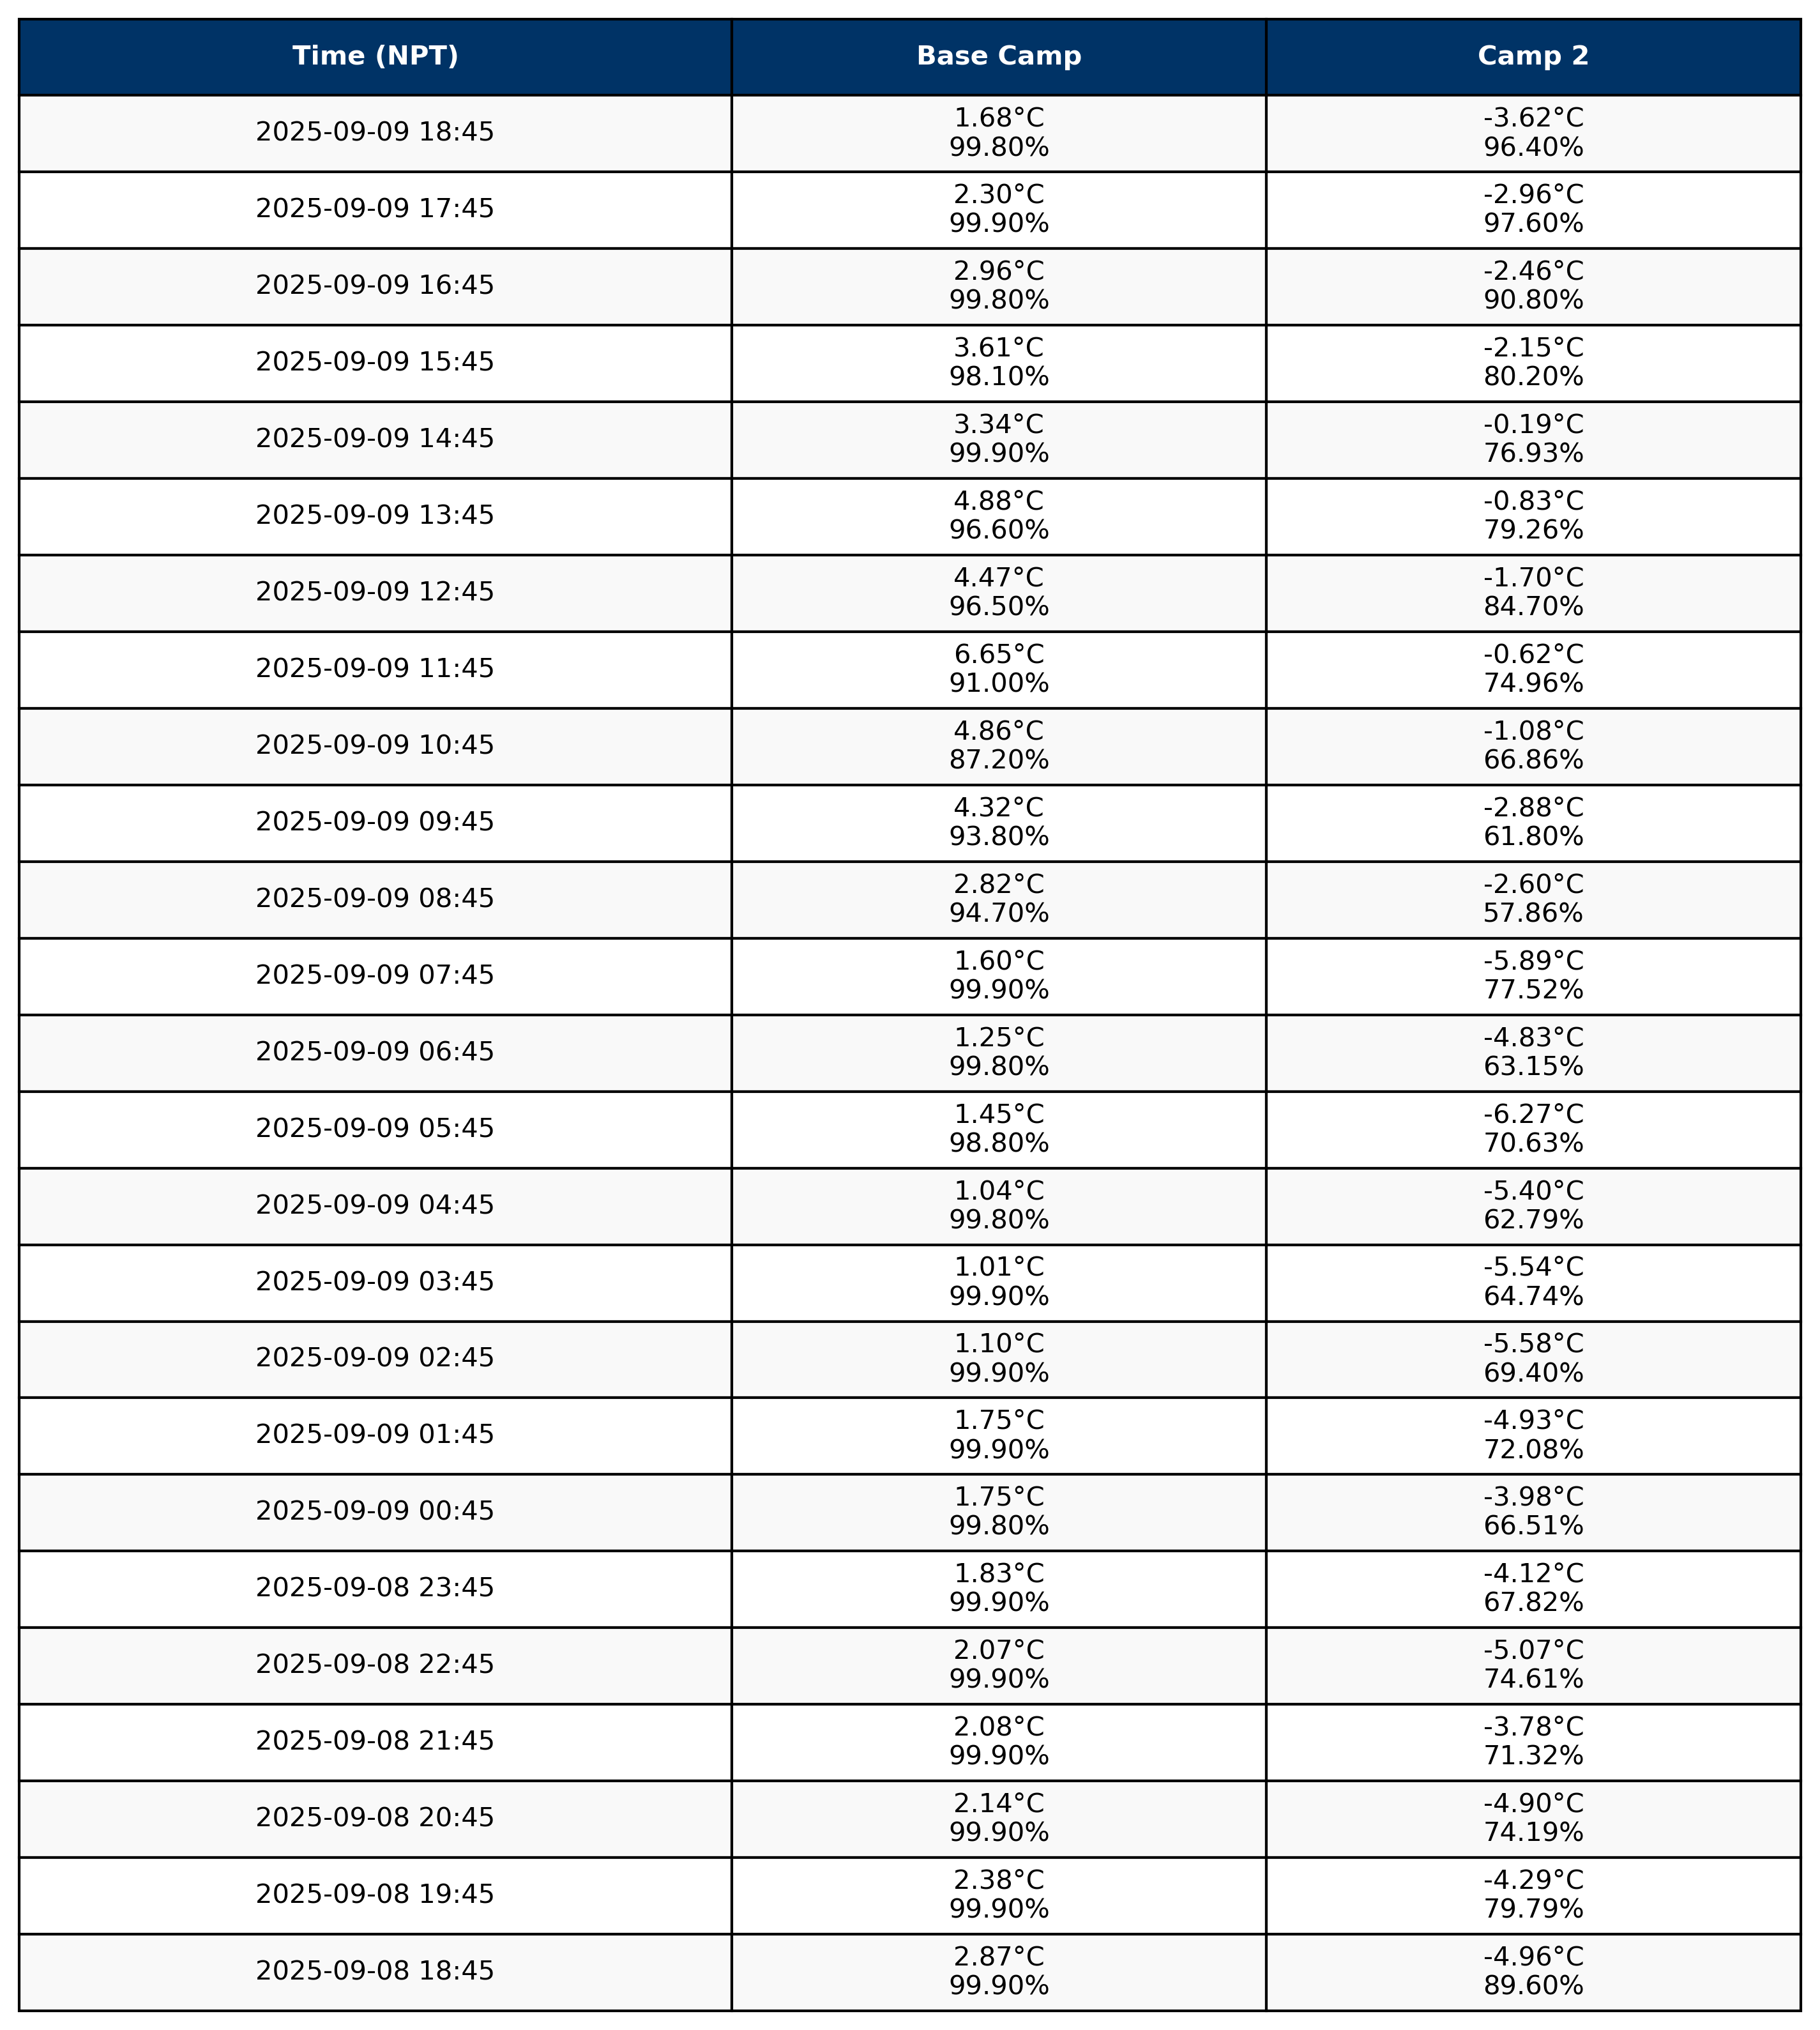 Time (NPT) Base Camp Camp 2
2025-09-09 18:45 1.68°C -3.62°C
99.80% 96.40%
2025-09-09 17:45 2.30°C -2.96°C
99.90% 97.60%
2025-09-09 16:45 2.96°C -2.46°C
99.80% 90.80%
2025-09-09 15:45 3.61°C -2.15°C
98.10% 80.20%
2025-09-09 14:45 3.34°C -0.19°C
99.90% 76.93%
2025-09-09 13:45 4.88°C -0.83°C
96.60% 79.26%
2025-09-09 12:45 4.47°C -1.70°C
96.50% 84.70%
2025-09-09 11:45 6.65°C -0.62°C
91.00% 74.96%
2025-09-09 10:45 4.86°C -1.08°C
87.20% 66.86%
2025-09-09 09:45 4.32°C -2.88°C
93.80% 61.80%
2025-09-09 08:45 2.82°C -2.60°C
94.70% 57.86%
2025-09-09 07:45 1.60°C -5.89°C
99.90% 77.52%
2025-09-09 06:45 1.25°C -4.83°C
99.80% 63.15%
2025-09-09 05:45 1.45°C -6.27°C
98.80% 70.63%
2025-09-09 04:45 1.04°C -5.40°C
99.80% 62.79%
2025-09-09 03:45 1.01°C -5.54°C
99.90% 64.74%
2025-09-09 02:45 1.10°C -5.58°C
99.90% 69.40%
2025-09-09 01:45 1.75°C -4.93°C
99.90% 72.08%
2025-09-09 00:45 1.75°C -3.98°C
99.80% 66.51%
2025-09-08 23:45 1.83°C -4.12°C
99.90% 67.82%
2025-09-08 22:45 2.07°C -5.07°C
99.90% 74.61%
2025-09-08 21:45 2.08°C -3.78°C
99.90% 71.32%
2025-09-08 20:45 2.14°C -4.90°C
99.90% 74.19%
2025-09-08 19:45 2.38°C -4.29°C
99.90% 79.79%
2025-09-08 18:45 2.87°C -4.96°C
99.90% 89.60%